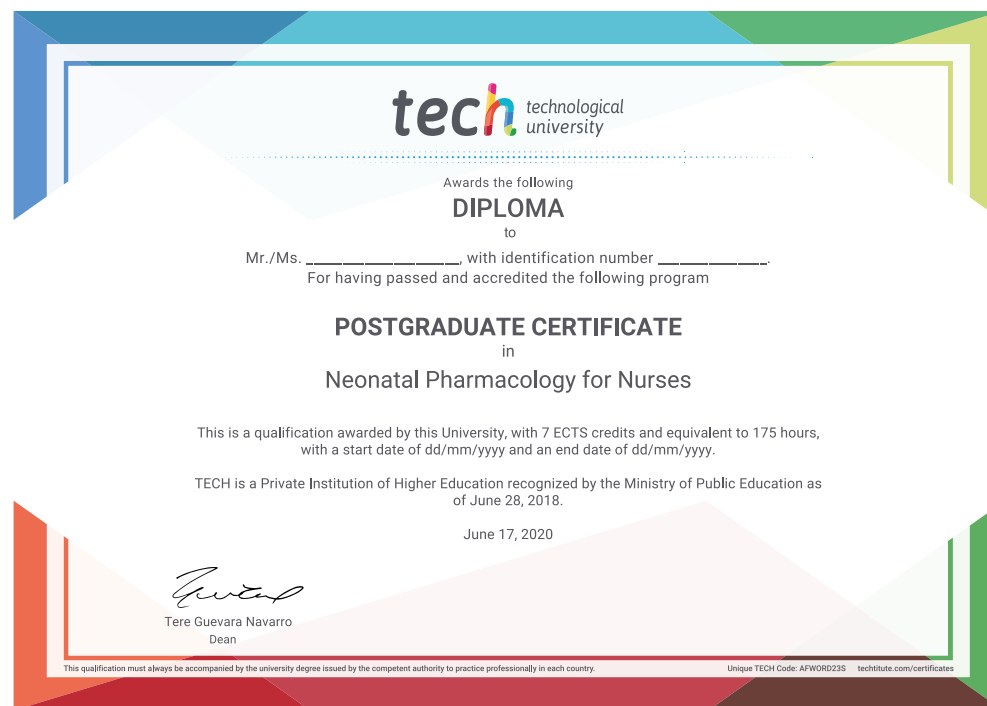 tech technological
university
Awards the following
DIPLOMA
to
Mr./Ms. ____________________, with identification number ______________.
For having passed and accredited the following program
POSTGRADUATE CERTIFICATE
in
Neonatal Pharmacology for Nurses
This is a qualification awarded by this University, with 7 ECTS credits and equivalent to 175 hours,
with a start date of dd/mm/yyyy and an end date of dd/mm/yyyy.
TECH is a Private Institution of Higher Education recognized by the Ministry of Public Education as
of June 28, 2018.
June 17, 2020
Tere Guevara Navarro
Dean
This qualification must always be accompanied by the university degree issued by the competent authority to practice professionally in each country. Unique TECH Code: AFWORD23S techtitute.com/certificates